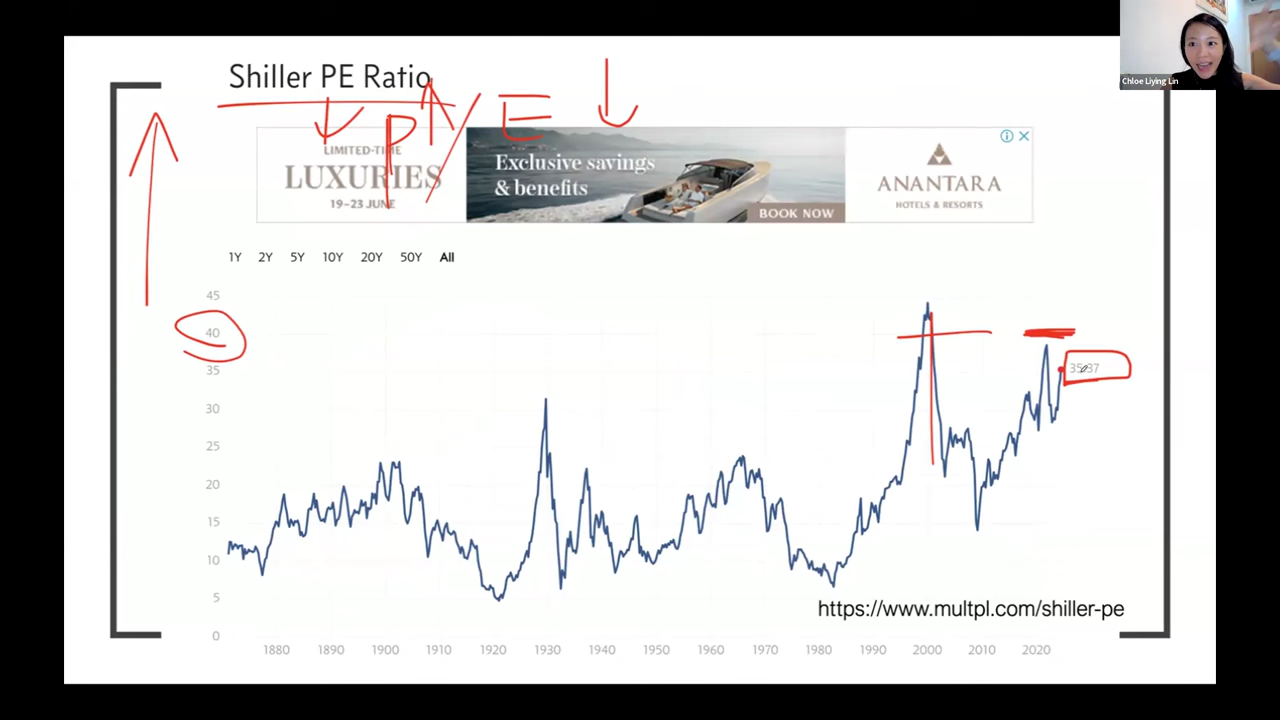 Shiller PE Ratio
P/E
LIMITED-TIME
LUXURIES
19–23 JUNE
Exclusive savings
& benefits
BOOK NOW
ANANTARA
HOTELS & RESORTS
Chloe Liying Lin
1Y 2Y 5Y 10Y 20Y 50Y All
45
40
35
35.37
30
25
20
15
10
5
0
https://www.multpl.com/shiller-pe
1880 1890 1900 1910 1920 1930 1940 1950 1960 1970 1980 1990 2000 2010 2020